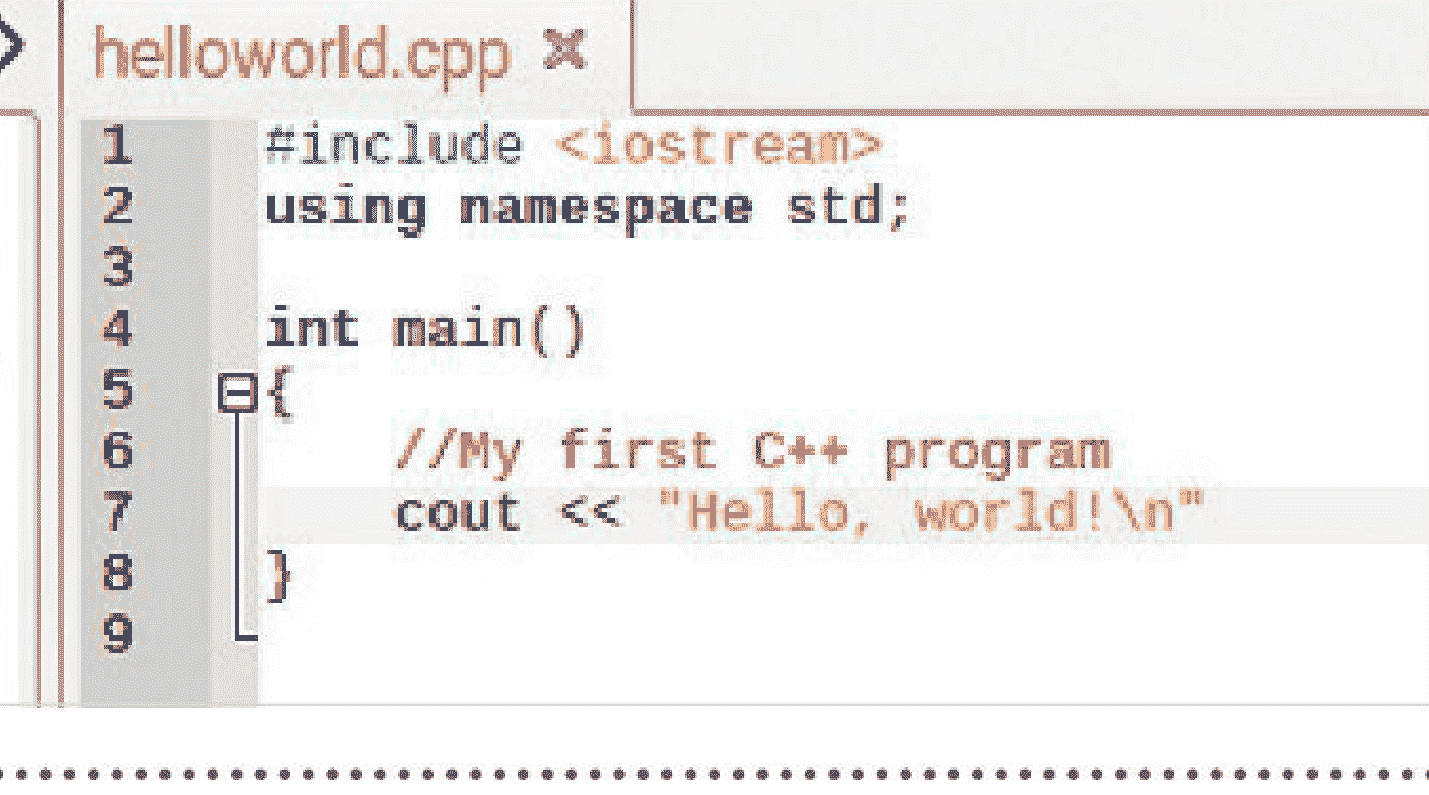 helloworld.cpp
1 #include <iostream>
2 using namespace std;
3
4 int main()
5 {
6     //My first C++ program
7     cout << "Hello, world!\n"
8 }
9